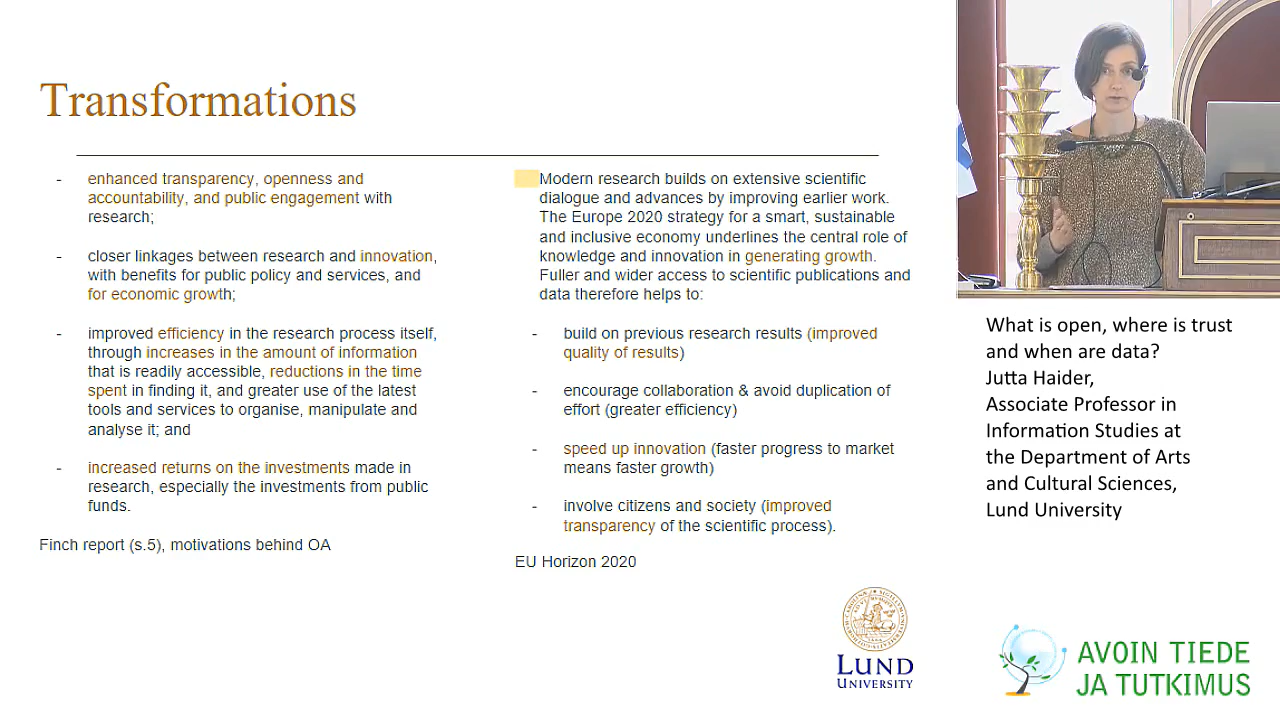 Transformations
- enhanced transparency, openness and
accountability, and public engagement with
research;
- closer linkages between research and innovation,
with benefits for public policy and services, and
for economic growth;
- improved efficiency in the research process itself,
through increases in the amount of information
that is readily accessible, reductions in the time
spent in finding it, and greater use of the latest
tools and services to organise, manipulate and
analyse it; and
- increased returns on the investments made in
research, especially the investments from public
funds.
Finch report (s.5), motivations behind OA
Modern research builds on extensive scientific
dialogue and advances by improving earlier work.
The Europe 2020 strategy for a smart, sustainable
and inclusive economy underlines the central role of
knowledge and innovation in generating growth.
Fuller and wider access to scientific publications and
data therefore helps to:
- build on previous research results (improved
quality of results)
- encourage collaboration & avoid duplication of
effort (greater efficiency)
- speed up innovation (faster progress to market
means faster growth)
- involve citizens and society (improved
transparency of the scientific process).
EU Horizon 2020
LUND
UNIVERSITY
What is open, where is trust
and when are data?
Jutta Haider,
Associate Professor in
Information Studies at
the Department of Arts
and Cultural Sciences,
Lund University
AVOIN TIEDE
JA TUTKIMUS